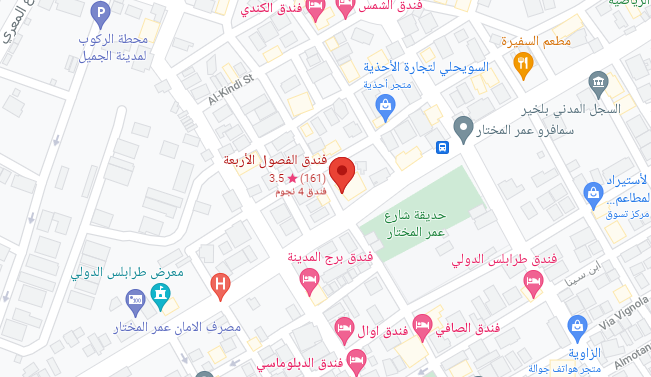 فندق الشمس
الرياضية
ع المعري
فندق الكندي
محطة الركوب
لمدينة الجميل
مطعم السفيرة
السويحلي لتجارة الأحذية
متجر أحذية
Al-Kindi St
السجل المدني بلخير
سمافرو عمر المختار
فندق الفصول الأربعة
3.5 ★ (161)
فندق 4 نجوم
لأستيراد
المطاعم...
مركز تسوق
حديقة شارع
عمر المختار
فندق برج المدينة
فندق طرابلس الدولي
معرض طرابلس الدولي
ابن سينا
H
مصرف الامان عمر المختار
فندق اوال
فندق الصافي
Via Vignola
الزاوية
متجر هواتف جوالة
فندق الدبلوماسي
Almotan